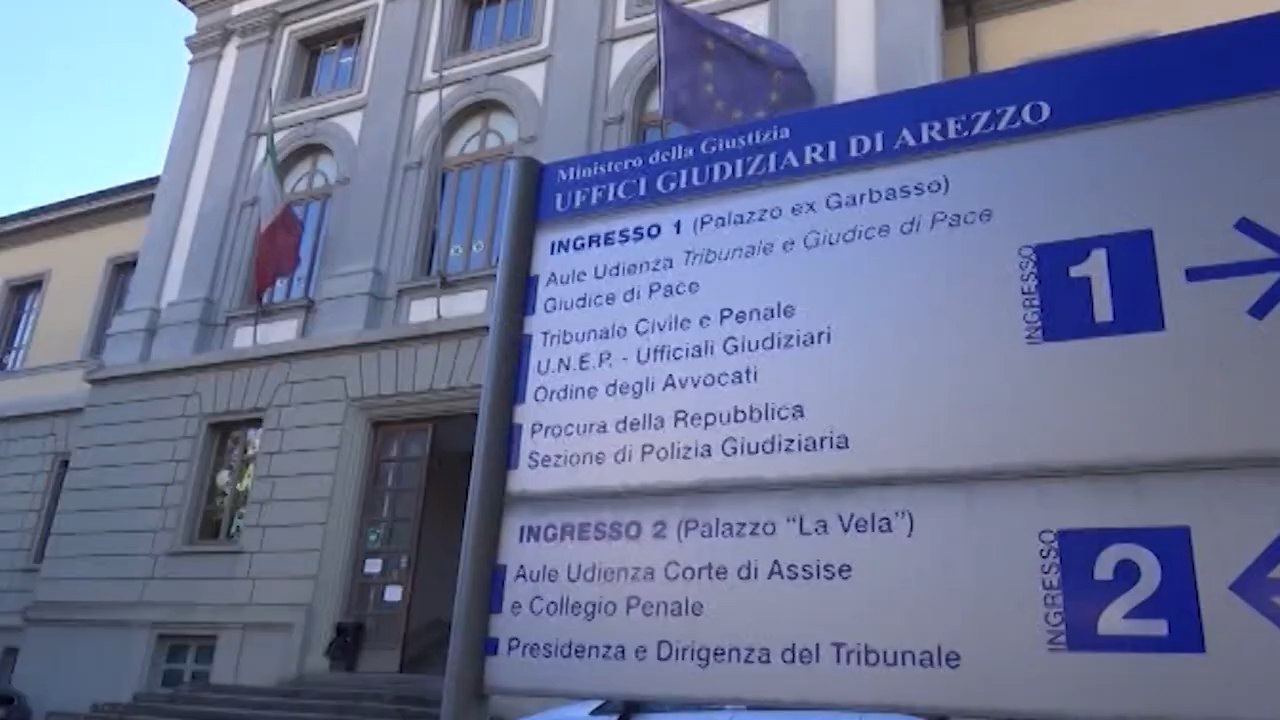 Ministero della Giustizia
UFFICI GIUDIZIARI DI AREZZO
INGRESSO 1 (Palazzo ex Garbasso)
Aule Udienza Tribunale e Giudice di Pace
Giudice di Pace
Tribunale Civile e Penale
U.N.E.P. - Ufficiali Giudiziari
Ordine degli Avvocati
Procura della Repubblica
Sezione di Polizia Giudiziaria
INGRESSO
1
INGRESSO 2 (Palazzo "La Vela")
Aule Udienza Corte di Assise
e Collegio Penale
Presidenza e Dirigenza del Tribunale
INGRESSO
2